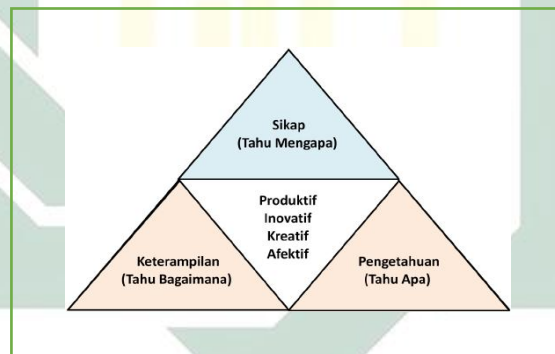 Sikap
(Tahu Mengapa)
Produktif
Inovatif
Kreatif
Afektif
Keterampilan
(Tahu Bagaimana)
Pengetahuan
(Tahu Apa)